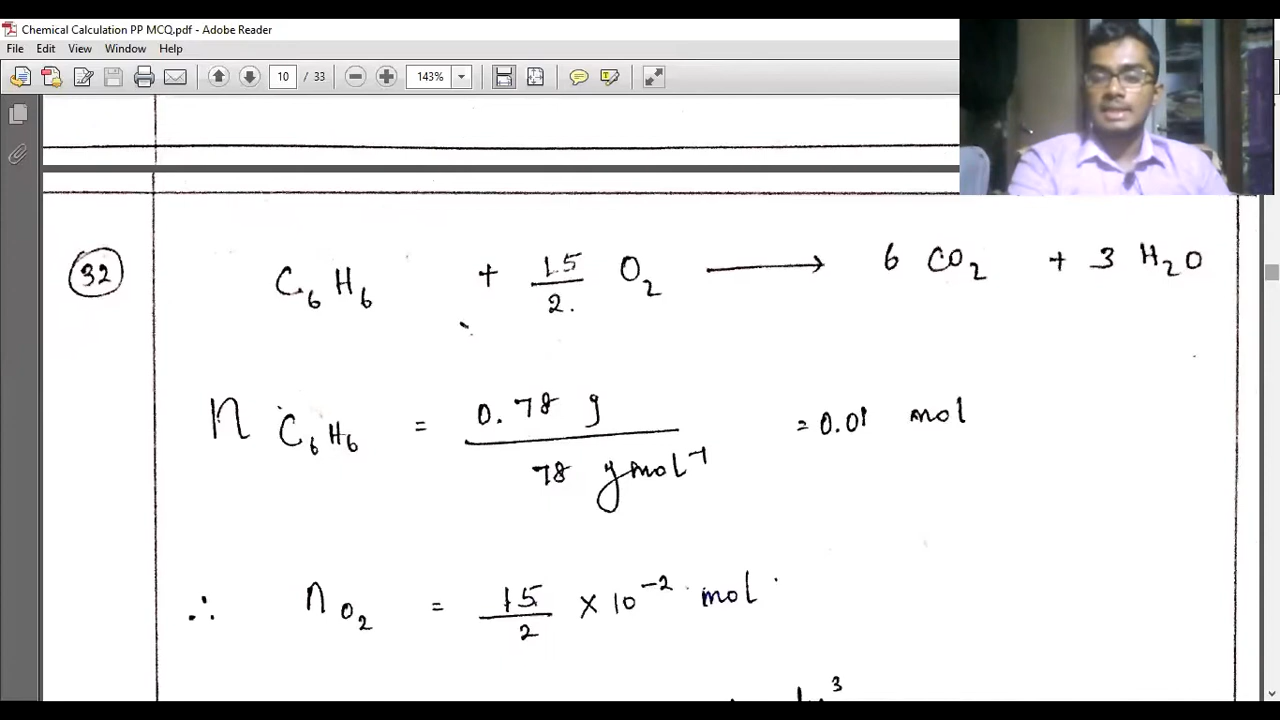 Chemical Calculation PP MCQ.pdf - Adobe Reader
File Edit View Window Help
10 / 33 143%
32
C₆H₆ + 15/2 O₂ ⟶ 6 CO₂ + 3 H₂O
n C₆H₆ = 0.78 g / 78 gmol⁻¹ = 0.01 mol
∴ n O₂ = 15/2 × 10⁻² mol